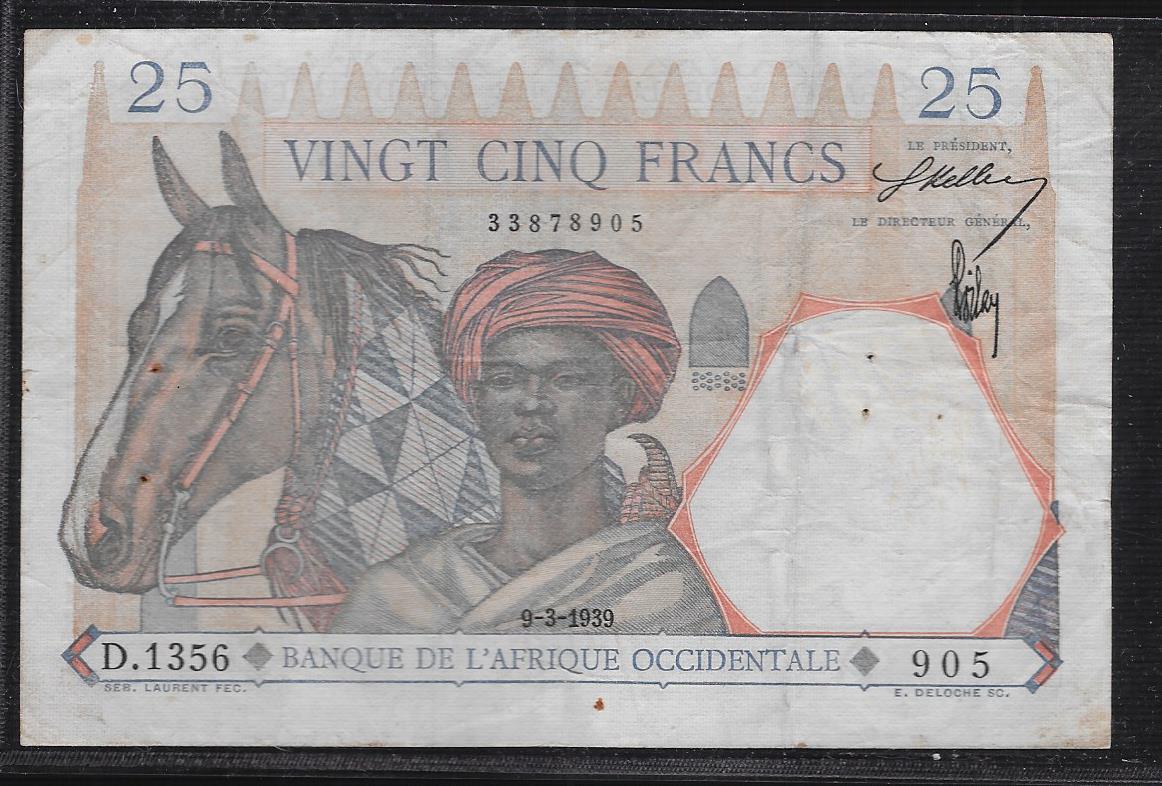 25
25
VINGT CINQ FRANCS
LE PRÉSIDENT,
33878905
LE DIRECTEUR GÉNÉRAL,
9-3-1939
D.1356
BANQUE DE L'AFRIQUE OCCIDENTALE
905
SEB. LAURENT FEC.
E. DELOCHE SC.